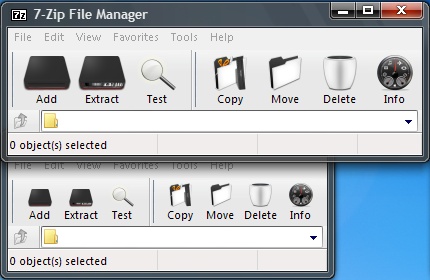 7-Zip File Manager
File Edit View Favorites Tools Help
Add Extract Test Copy Move Delete Info
0 object(s) selected
File Edit View Favorites Tools Help
Add Extract Test Copy Move Delete Info
0 object(s) selected